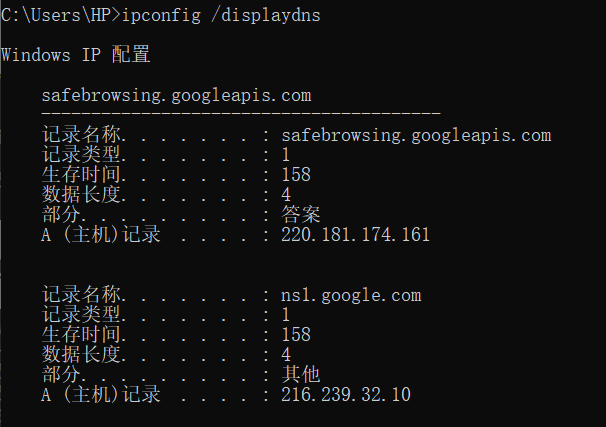 C:\Users\HP>ipconfig /displaydns
Windows IP 配置
safebrowsing.googleapis.com
----------------------------------------
记录名称. . . . . . . : safebrowsing.googleapis.com
记录类型. . . . . . . : 1
生存时间. . . . . . . : 158
数据长度. . . . . . . : 4
部分. . . . . . . . . : 答案
A (主机)记录  . . . . : 220.181.174.161
记录名称. . . . . . . : ns1.google.com
记录类型. . . . . . . : 1
生存时间. . . . . . . : 158
数据长度. . . . . . . : 4
部分. . . . . . . . . : 其他
A (主机)记录  . . . . : 216.239.32.10